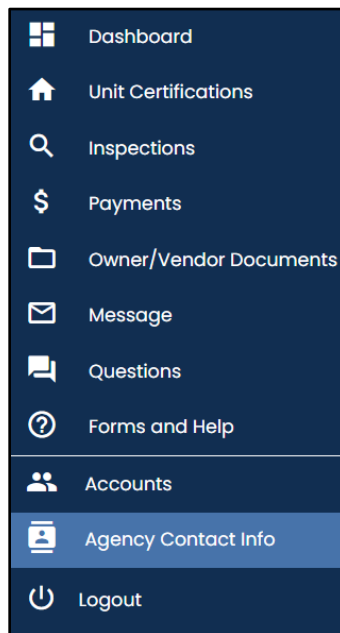 Dashboard
Unit Certifications
Inspections
$ Payments
Owner/Vendor Documents
Message
Questions
? Forms and Help
Accounts
Agency Contact Info
Logout